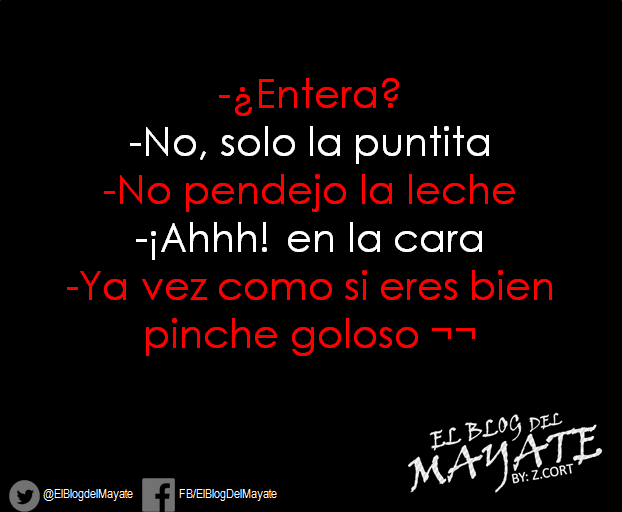 -¿Entera?
-No, solo la puntita
-No pendejo la leche
-¡Ahhh! en la cara
-Ya vez como si eres bien
pinche goloso ¬¬
EL BLOG DEL
MAYATE
BY: Z.CORT
@ElBlogdelMayate
FB/ElBlogDelMayate